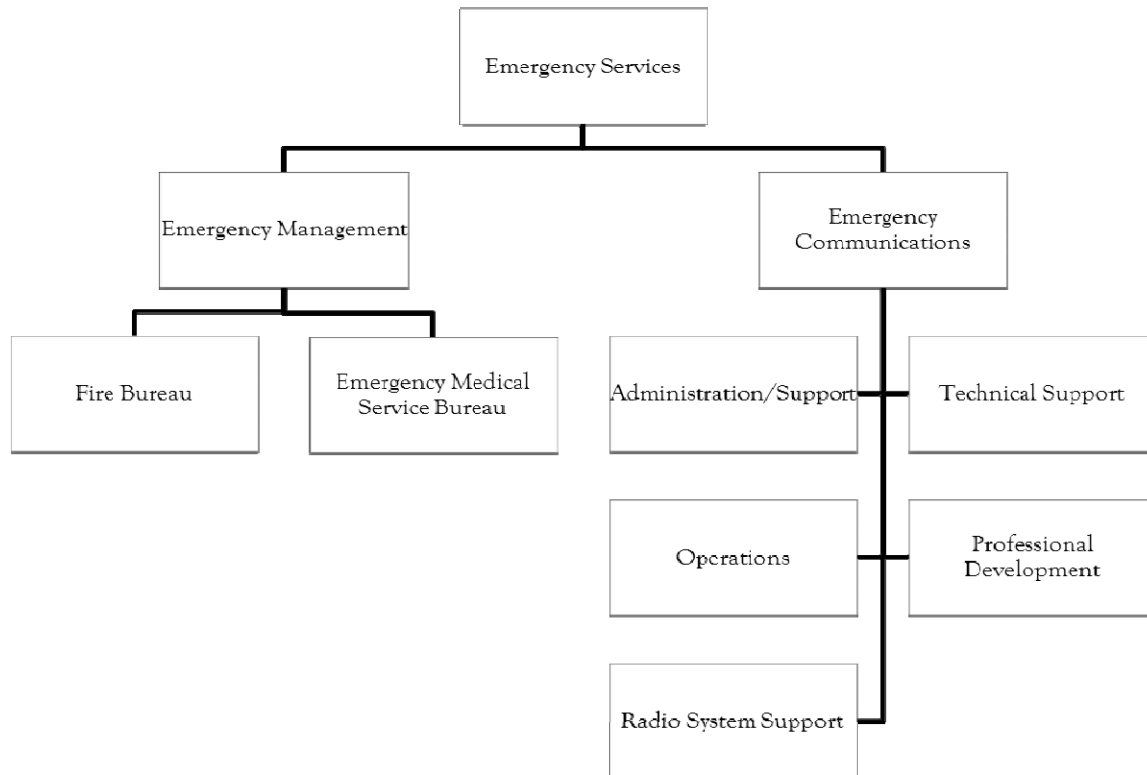 Emergency Services
Emergency Management
Emergency
Communications
Fire Bureau
Emergency Medical
Service Bureau
Administration/Support
Technical Support
Operations
Professional
Development
Radio System Support